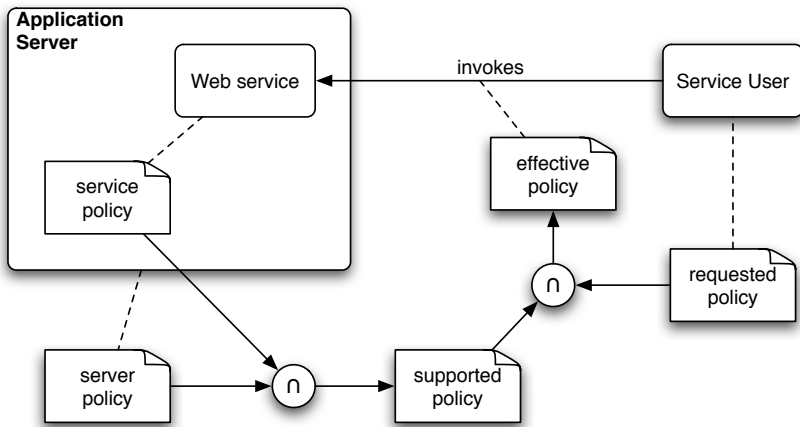 Application
Server
Web service
invokes
Service User
service
policy
effective
policy
requested
policy
∩
server
policy
∩
supported
policy